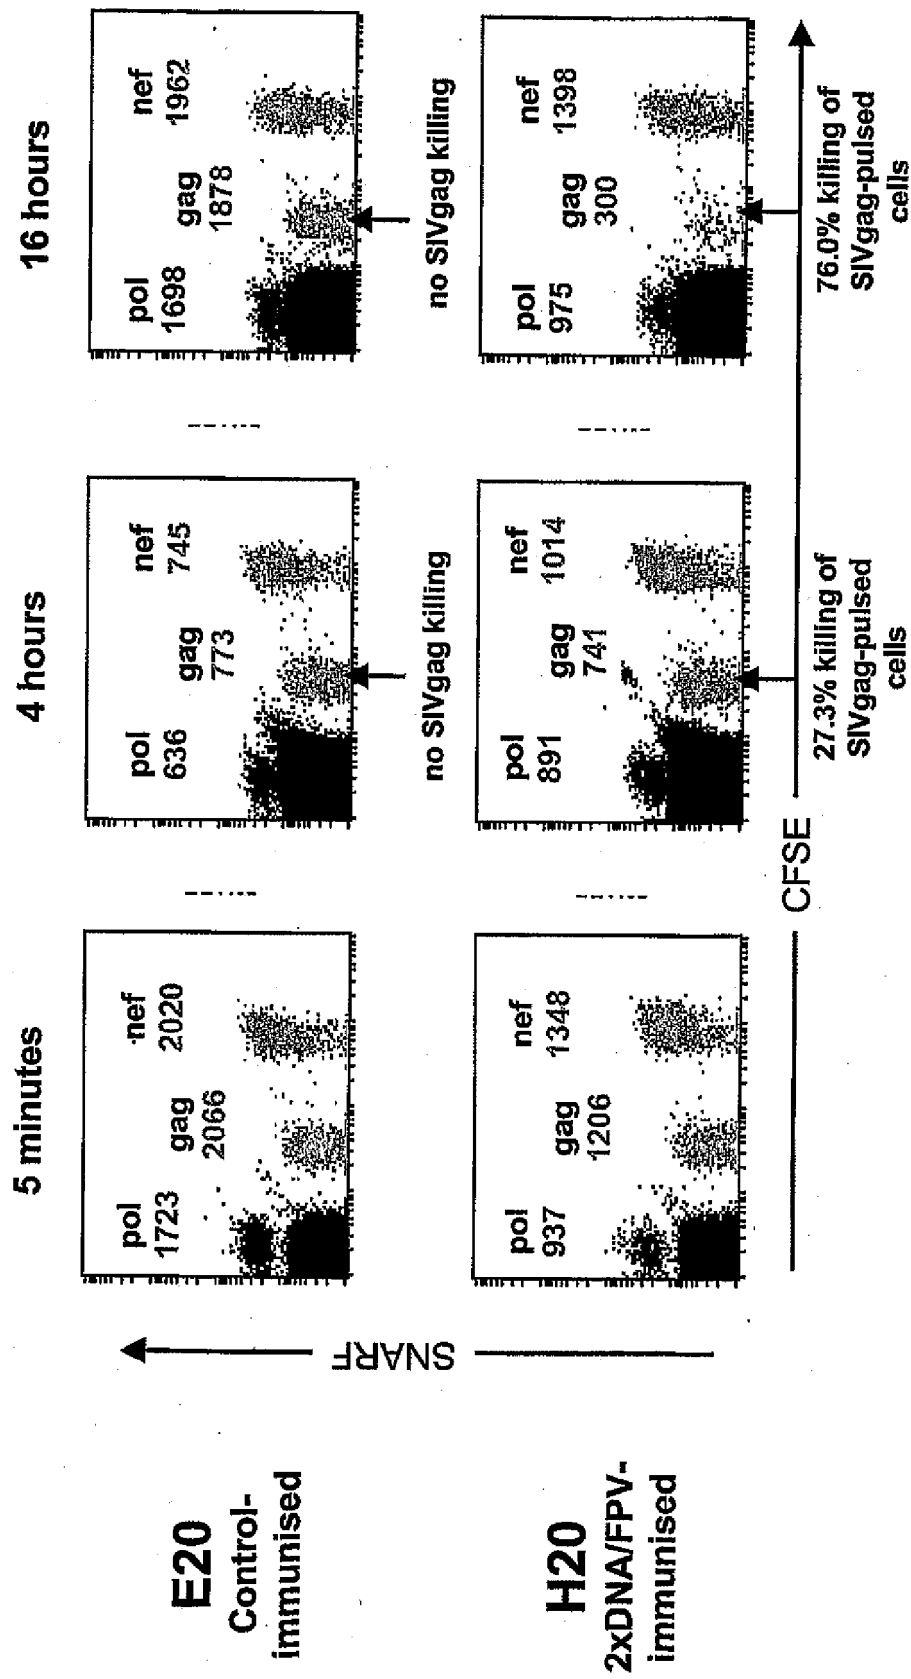 5 minutes
4 hours
16 hours
E20
Control-
immunised
pol
1723
gag
2066
nef
2020
pol
636
gag
773
nef
745
no SIVgag killing
pol
1698
gag
1878
nef
1962
no SIVgag killing
SNARF
H20
2xDNA/FPV-
immunised
pol
937
gag
1206
nef
1348
pol
891
gag
741
nef
1014
pol
975
gag
300
nef
1398
CFSE
27.3% killing of
SIVgag-pulsed
cells
76.0% killing of
SIVgag-pulsed
cells